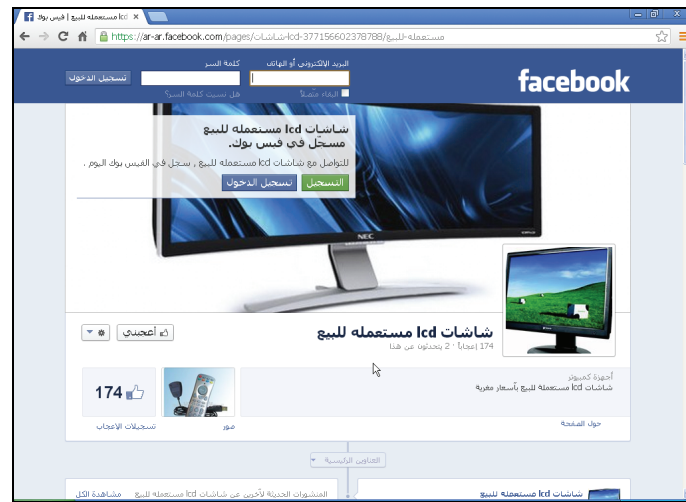 شاشات lcd مستعمله للبيع | فيس بوك
https://ar-ar.facebook.com/pages/شاشات-lcd-مستعمله-للبيع/377156602378788
البريد الإلكتروني أو الهاتف
كلمة السر
تسجيل الدخول
البقاء متصلاً
هل نسيت كلمة السر؟
facebook
شاشات lcd مستعمله للبيع
مسجّل في فيس بوك.
للتواصل مع شاشات lcd مستعمله للبيع , سجل في الفيس بوك اليوم .
التسجيل
تسجيل الدخول
NEC
شاشات lcd مستعمله للبيع
174 إعجاباً · 2 يتحدثون عن هذا
أعجبني
أجهزة كمبيوتر
شاشات lcd مستعملة للبيع بأسعار مغرية
حول الصفحة
صور
174
تسجيلات الإعجاب
العناوين الرئيسية
شاشات lcd مستعمله للبيع
المنشورات الحديثة لآخرين عن شاشات lcd مستعمله للبيع
مشاهدة الكل